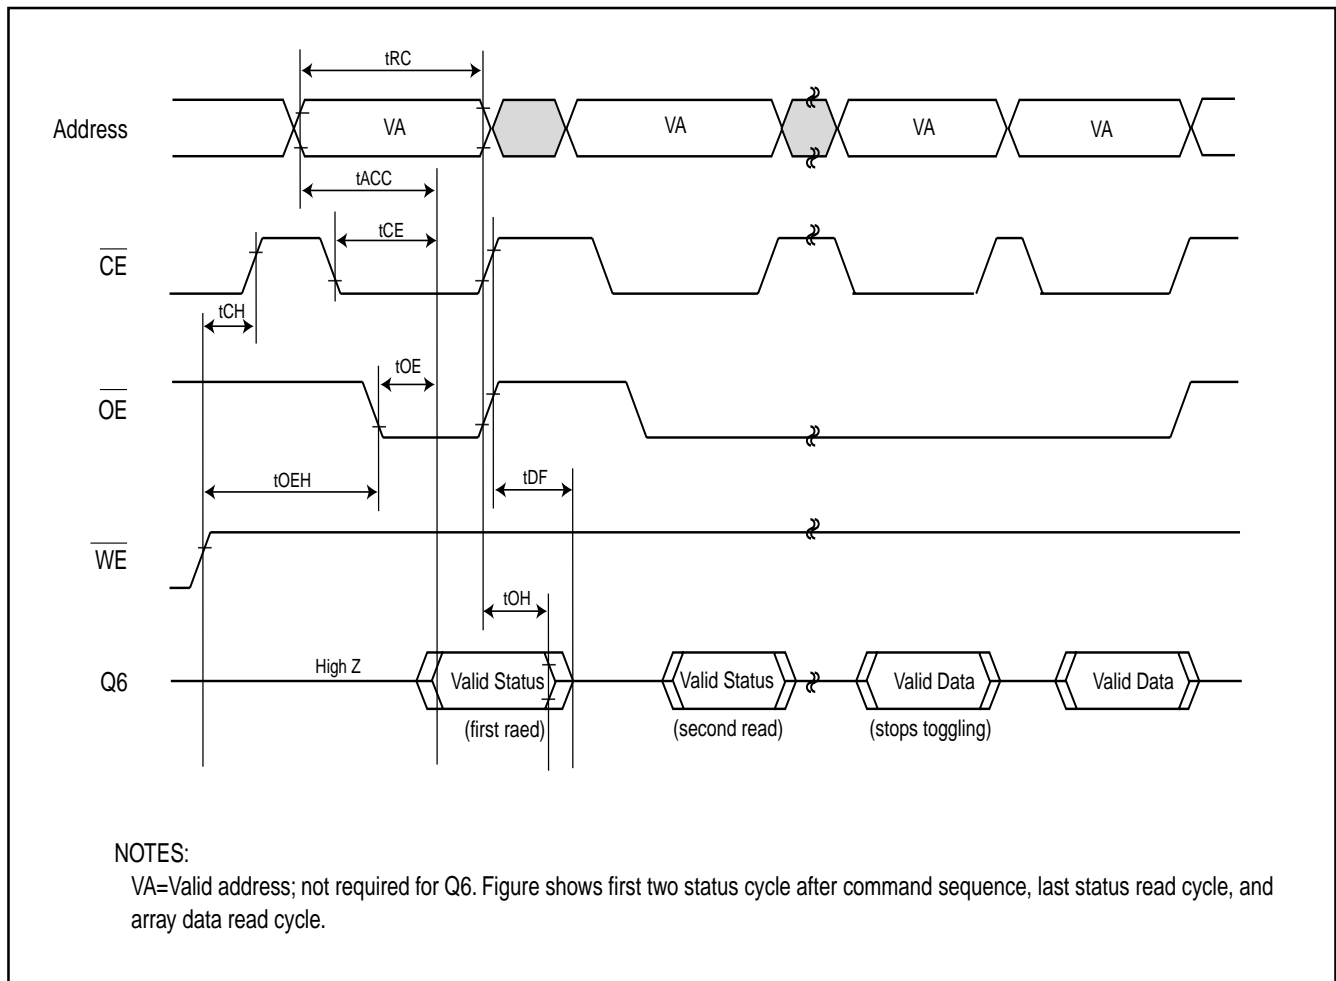 tRC
Address
VA
VA
VA
VA
tACC
tCE
CE
tCH
tOE
OE
tOEH
tDF
WE
tOH
Q6
High Z
Valid Status
Valid Status
Valid Data
Valid Data
(first raed)
(second read)
(stops toggling)
NOTES:
VA=Valid address; not required for Q6. Figure shows first two status cycle after command sequence, last status read cycle, and
array data read cycle.